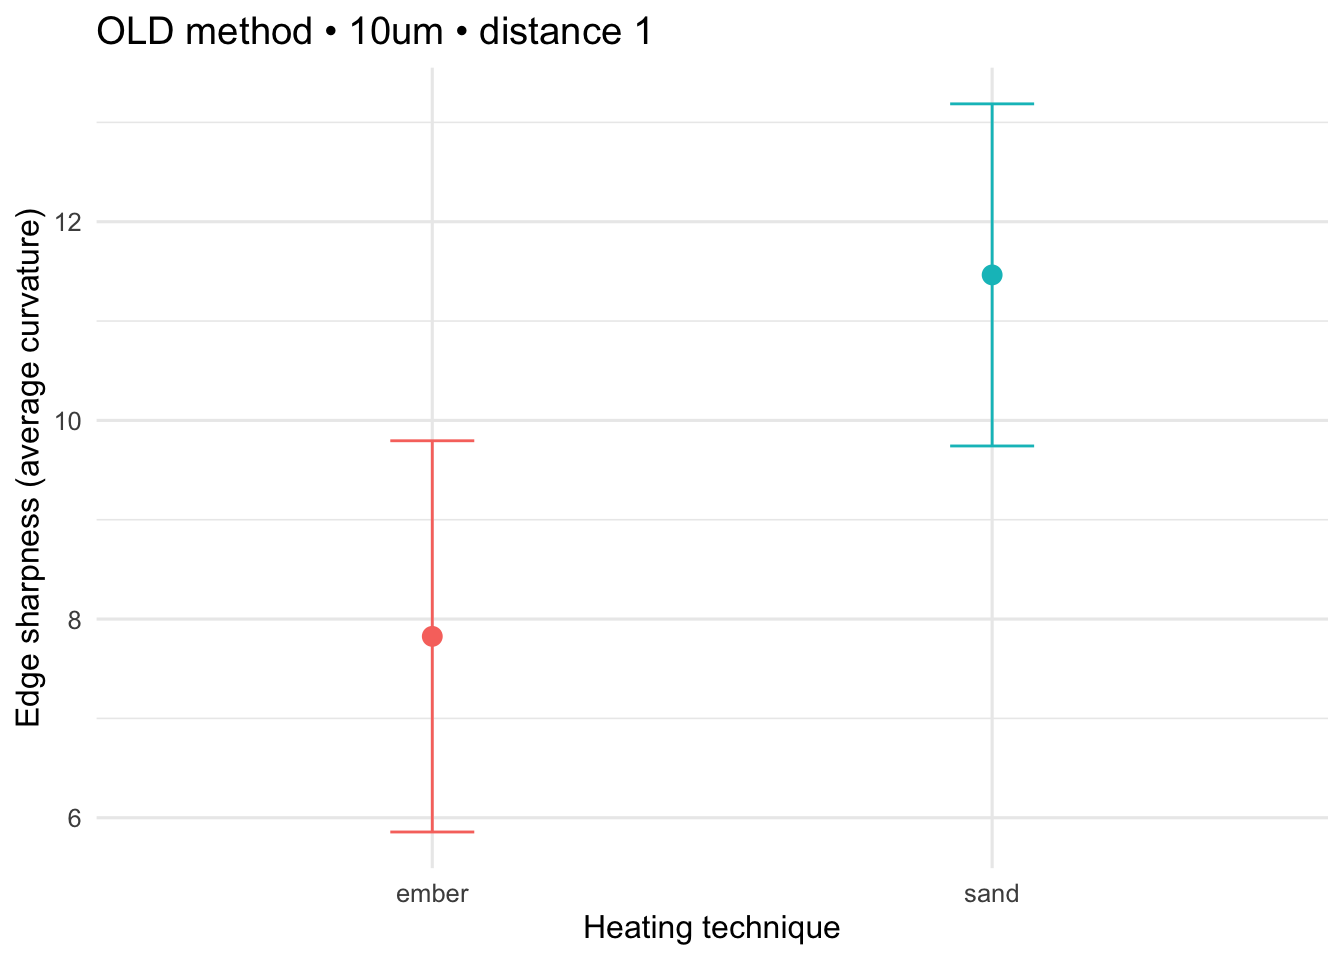 OLD method • 10um • distance 1
Edge sharpness (average curvature)
12
10
8
6
ember sand
Heating technique